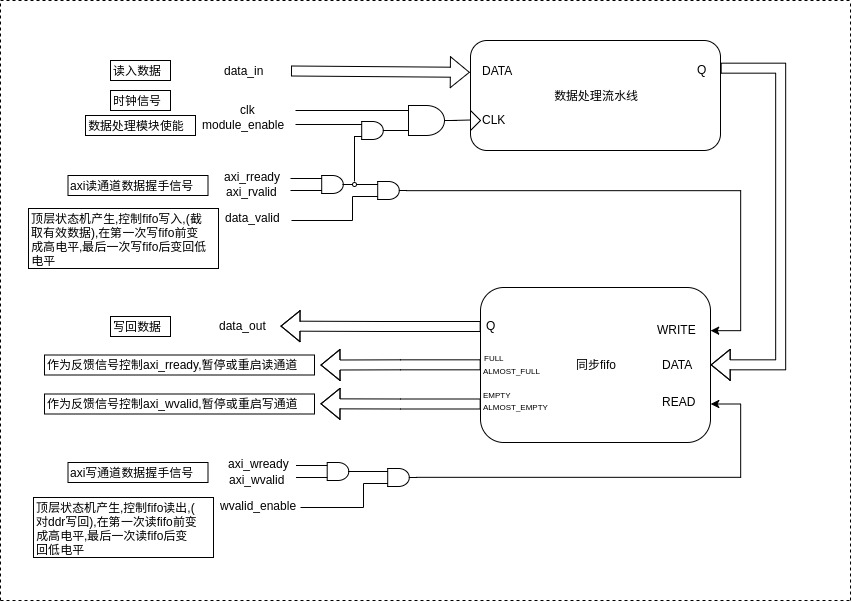 读入数据
data_in
DATA
Q
数据处理流水线
时钟信号
clk
CLK
数据处理模块使能
module_enable
axi读通道数据握手信号
axi_rready
axi_rvalid
顶层状态机产生,控制fifo写入,(截
取有效数据),在第一次写fifo前变
成高电平,最后一次写fifo后变回低
电平
data_valid
写回数据
data_out
Q
WRITE
作为反馈信号控制axi_rready,暂停或重启读通道
FULL
ALMOST_FULL
同步fifo
DATA
作为反馈信号控制axi_wvalid,暂停或重启写通道
EMPTY
ALMOST_EMPTY
READ
axi写通道数据握手信号
axi_wready
axi_wvalid
顶层状态机产生,控制fifo读出,(
对ddr写回),在第一次读fifo前变
成高电平,最后一次读fifo后变
回低电平
wvalid_enable